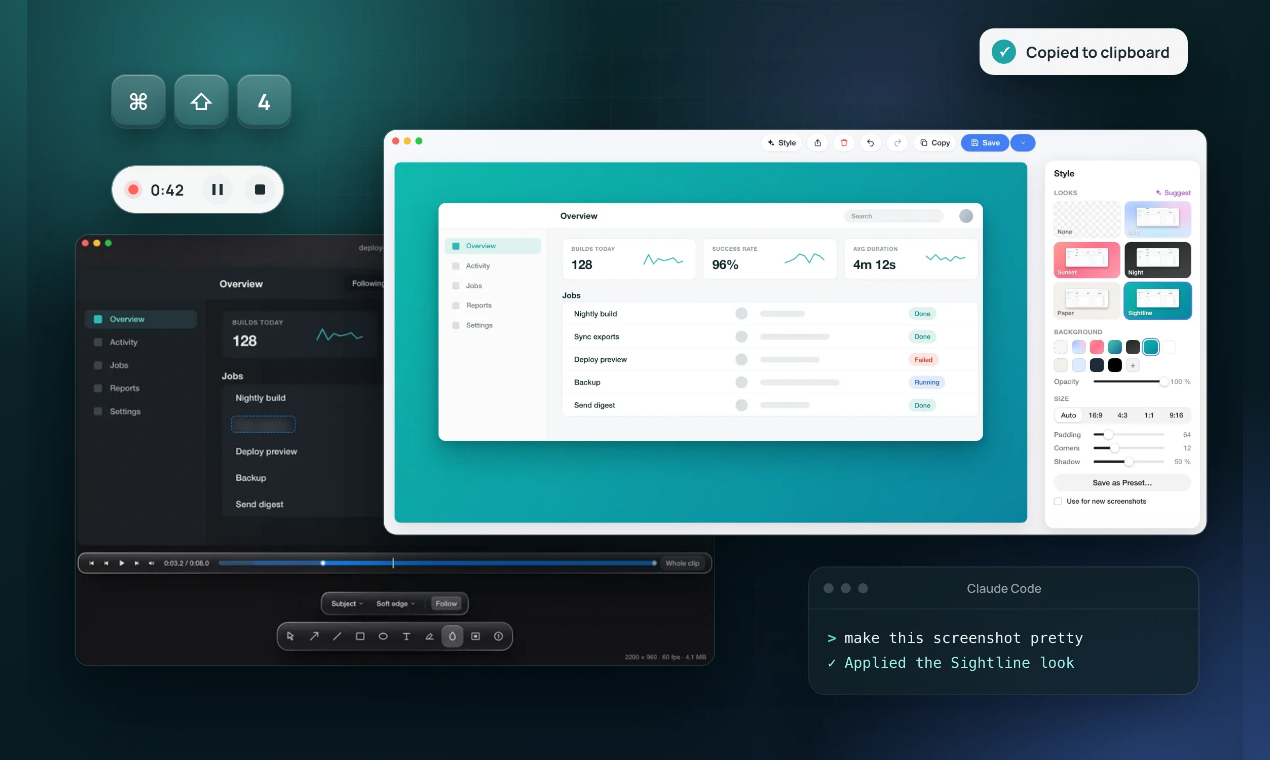 Copied to clipboard
⌘ ⇧ 4
0:42
Style
Copy
Save
deploy-
Overview
Following
Overview
Activity
Jobs
Reports
Settings
BUILDS TODAY
128
Jobs
Nightly build
Deploy preview
Backup
Send digest
0:03.2 / 0:08.0
Whole clip
Subject
Soft edge
Follow
T
2200 × 960 · 60 fps · 4.1 MB
Overview
Search
Overview
Activity
Jobs
Reports
Settings
BUILDS TODAY
128
SUCCESS RATE
96%
AVG DURATION
4m 12s
Jobs
Nightly build Done
Sync exports Done
Deploy preview Failed
Backup Running
Send digest Done
Style
LOOKS Suggest
None
Sunset Night
Paper Sightline
BACKGROUND
+
Opacity 100 %
SIZE
Auto 16:9 4:3 1:1 9:16
Padding 64
Corners 12
Shadow 50 %
Save as Preset...
Use for new screenshots
Claude Code
> make this screenshot pretty
✓ Applied the Sightline look